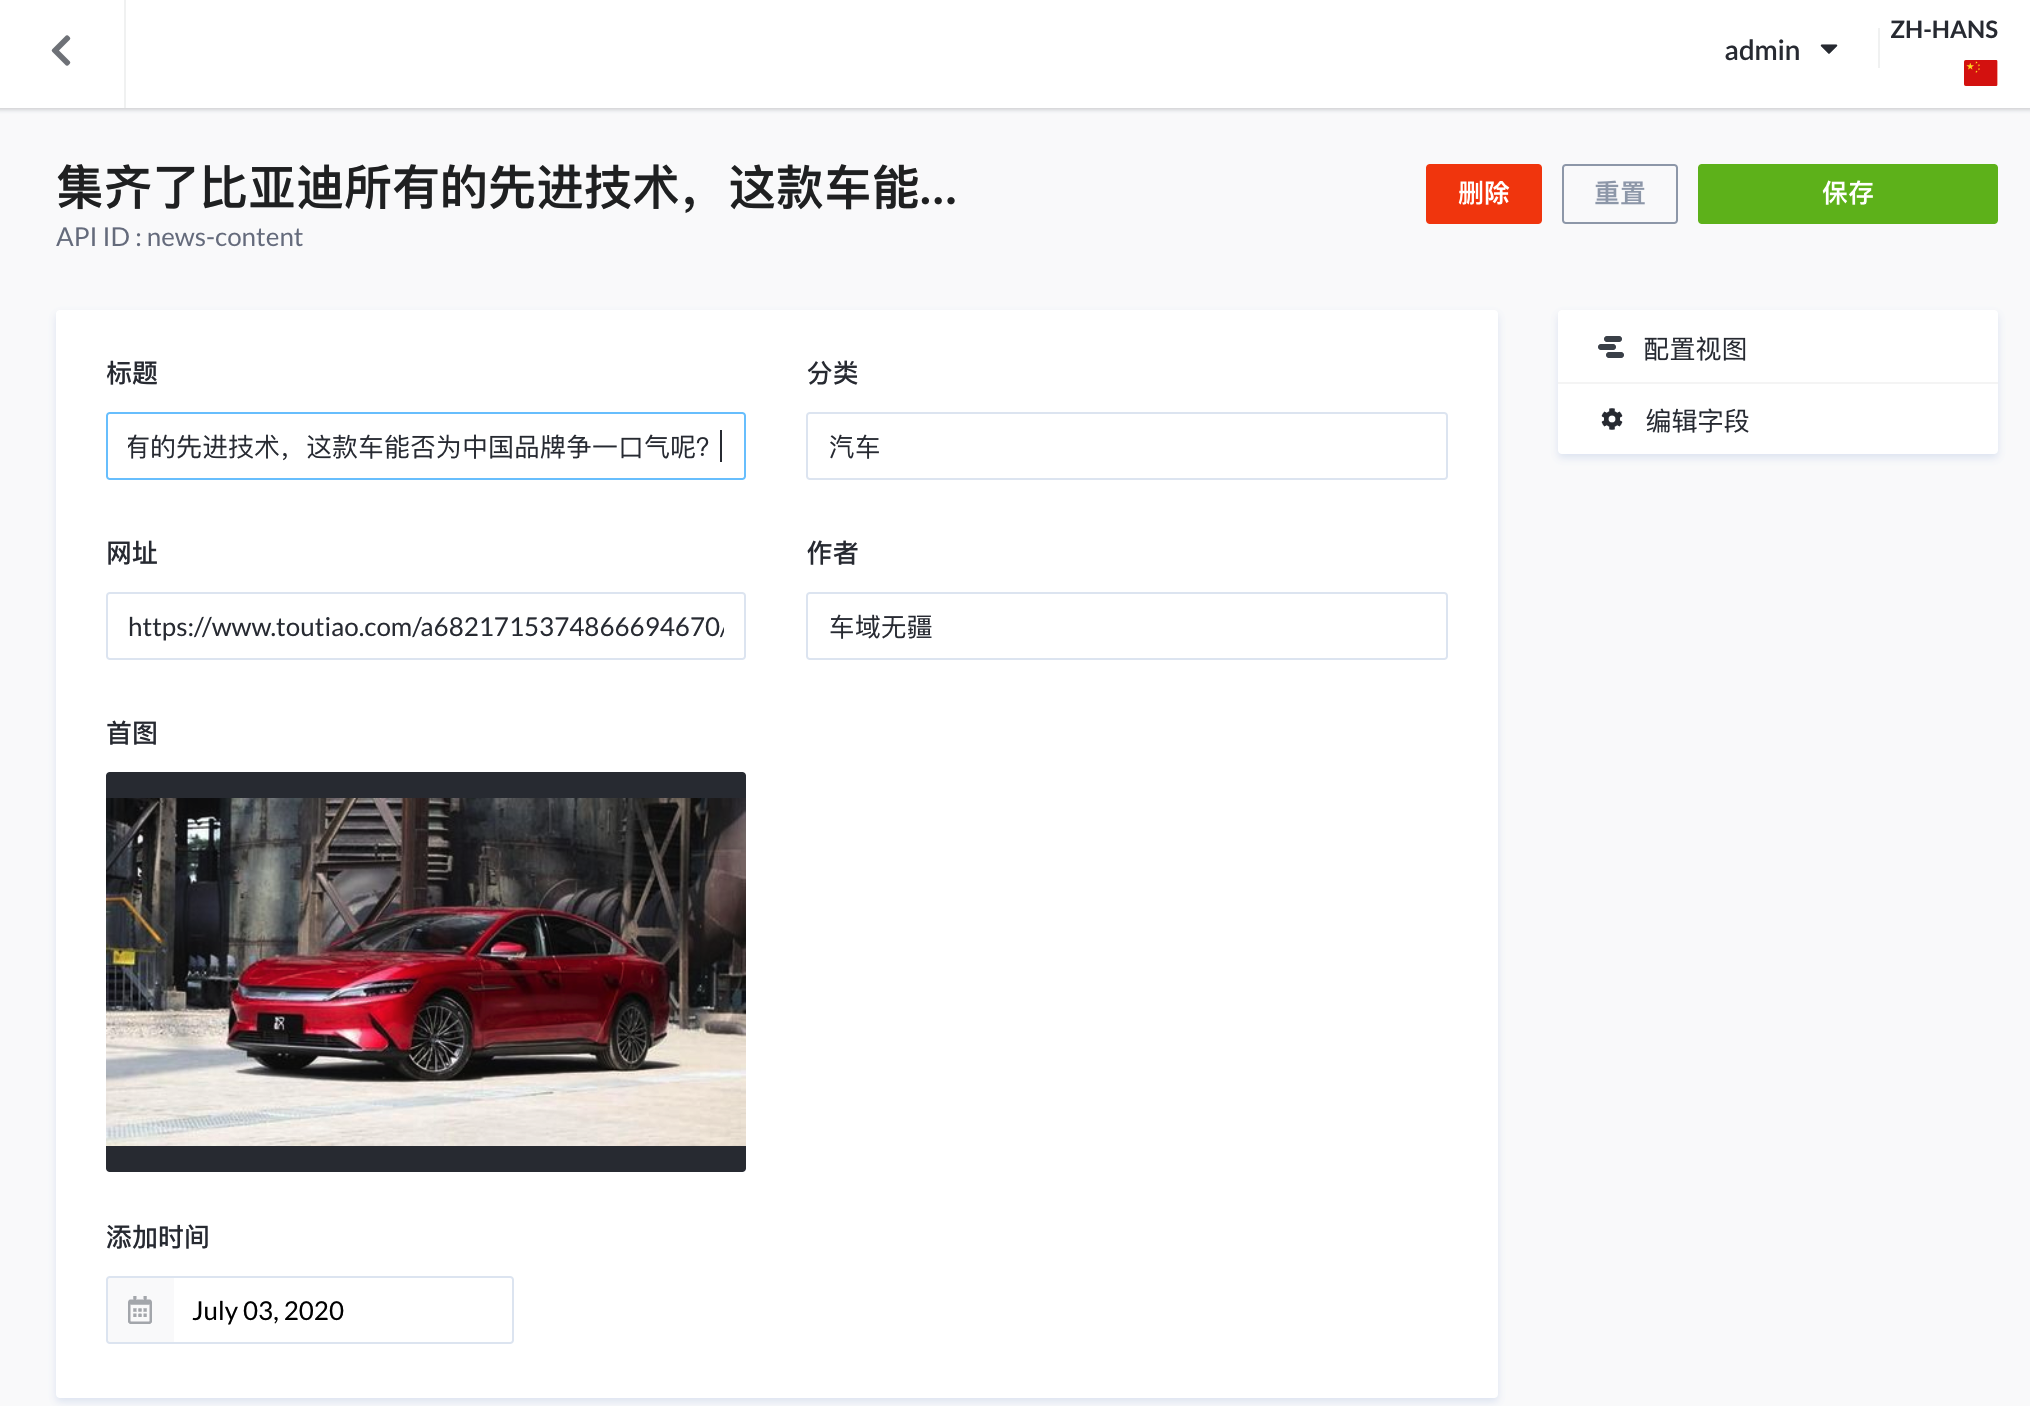 admin
ZH-HANS
集齐了比亚迪所有的先进技术，这款车能...
API ID : news-content
删除
重置
保存
标题
有的先进技术，这款车能否为中国品牌争一口气呢？
分类
汽车
网址
https://www.toutiao.com/a6821715374866694670/
作者
车域无疆
首图
添加时间
July 03, 2020
配置视图
编辑字段